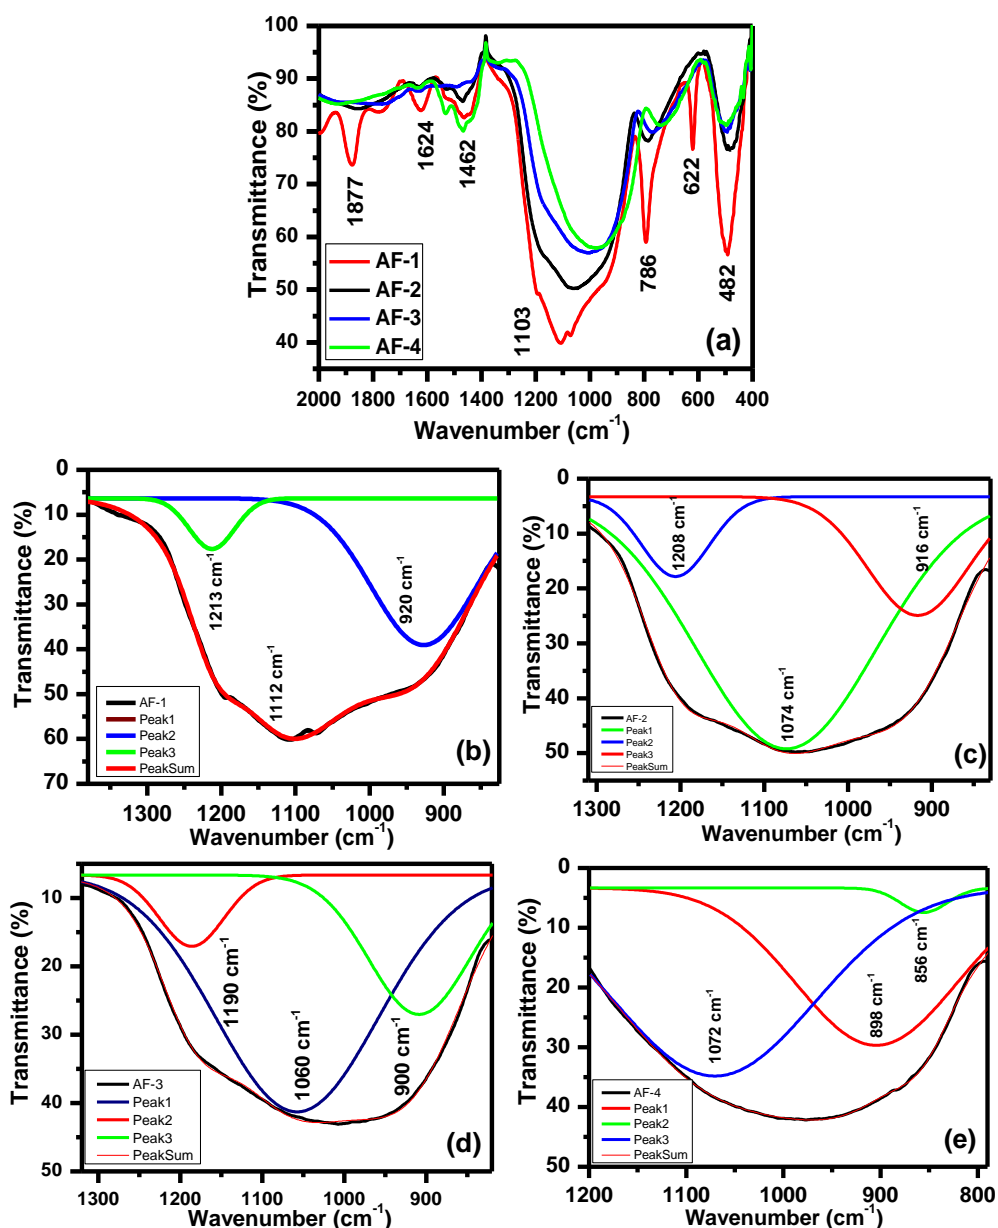 100
90
80
70
60
50
40
Transmittance (%)
1877
1624
1462
1103
786
622
482
AF-1
AF-2
AF-3
AF-4
(a)
2000 1800 1600 1400 1200 1000 800 600 400
Wavenumber (cm-1)
0
10
20
30
40
50
60
70
Transmittance (%)
1213 cm-1
1112 cm-1
920 cm-1
AF-1
Peak1
Peak2
Peak3
PeakSum
(b)
1300 1200 1100 1000 900
Wavenumber (cm-1)
0
10
20
30
40
50
Transmittance (%)
1208 cm-1
1074 cm-1
916 cm-1
AF-2
Peak1
Peak2
Peak3
PeakSum
(c)
1300 1200 1100 1000 900
Wavenumber (cm-1)
10
20
30
40
50
Transmittance (%)
1190 cm-1
1060 cm-1
900 cm-1
AF-3
Peak1
Peak2
Peak3
PeakSum
(d)
1300 1200 1100 1000 900
Wavenumber (cm-1)
0
10
20
30
40
50
Transmittance (%)
1072 cm-1
898 cm-1
856 cm-1
AF-4
Peak1
Peak2
Peak3
PeakSum
(e)
1200 1100 1000 900 800
Wavenumber (cm-1)